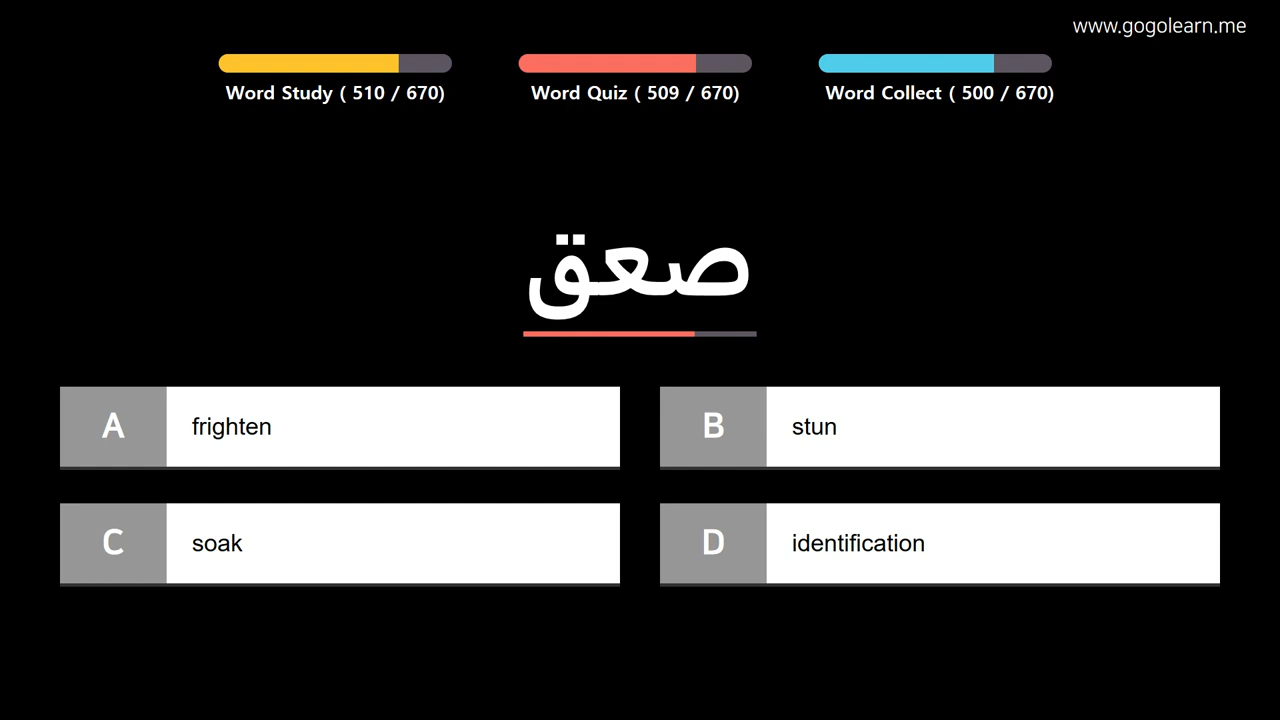 www.gogolearn.me
Word Study ( 510 / 670)
Word Quiz ( 509 / 670)
Word Collect ( 500 / 670)
صعق
A frighten
B stun
C soak
D identification